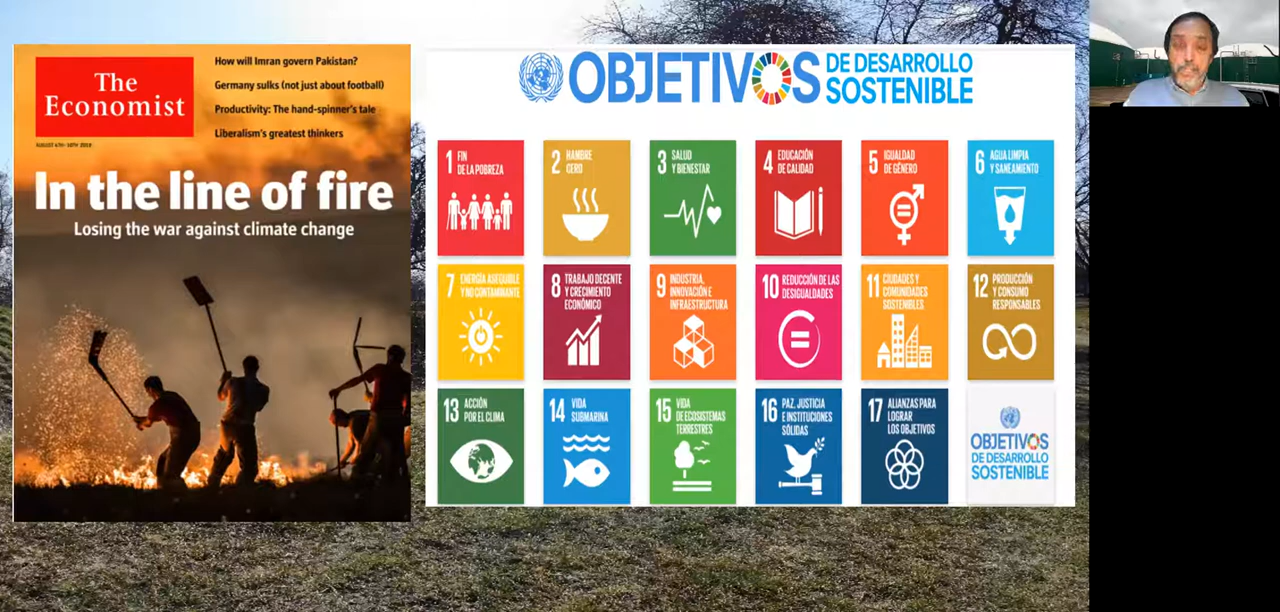 The
Economist
How will Imran govern Pakistan?
Germany sulks (not just about football)
Productivity: The hand-spinner's tale
Liberalism's greatest thinkers
AUGUST 4TH–10TH 2018
In the line of fire
Losing the war against climate change
OBJETIVOS
DE DESARROLLO
SOSTENIBLE
1 FIN
DE LA POBREZA
2 HAMBRE
CERO
3 SALUD
Y BIENESTAR
4 EDUCACIÓN
DE CALIDAD
5 IGUALDAD
DE GÉNERO
6 AGUA LIMPIA
Y SANEAMIENTO
7 ENERGÍA ASEQUIBLE
Y NO CONTAMINANTE
8 TRABAJO DECENTE
Y CRECIMIENTO
ECONÓMICO
9 INDUSTRIA,
INNOVACIÓN E
INFRAESTRUCTURA
10 REDUCCIÓN DE LAS
DESIGUALDADES
11 CIUDADES Y
COMUNIDADES
SOSTENIBLES
12 PRODUCCIÓN
Y CONSUMO
RESPONSABLES
13 ACCIÓN
POR EL CLIMA
14 VIDA
SUBMARINA
15 VIDA
DE ECOSISTEMAS
TERRESTRES
16 PAZ, JUSTICIA
E INSTITUCIONES
SÓLIDAS
17 ALIANZAS PARA
LOGRAR
LOS OBJETIVOS
OBJETIVOS
DE DESARROLLO
SOSTENIBLE